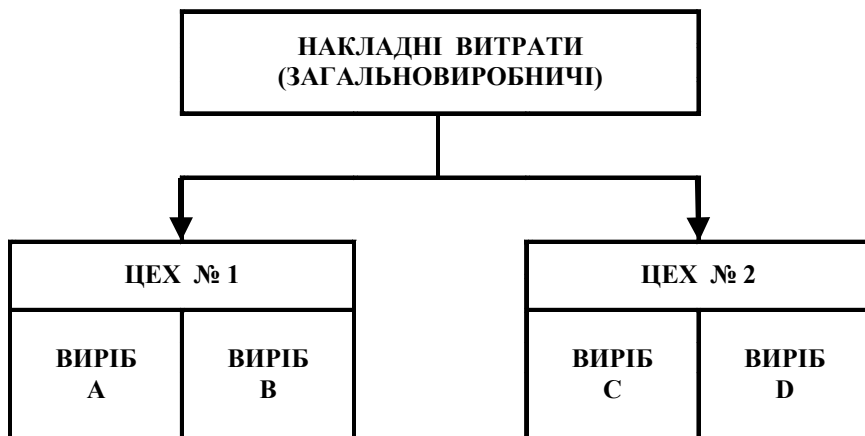 НАКЛАДНІ ВИТРАТИ
(ЗАГАЛЬНОВИРОБНИЧІ)
ЦЕХ № 1
ВИРІБ
А
ВИРІБ
В
ЦЕХ № 2
ВИРІБ
С
ВИРІБ
D